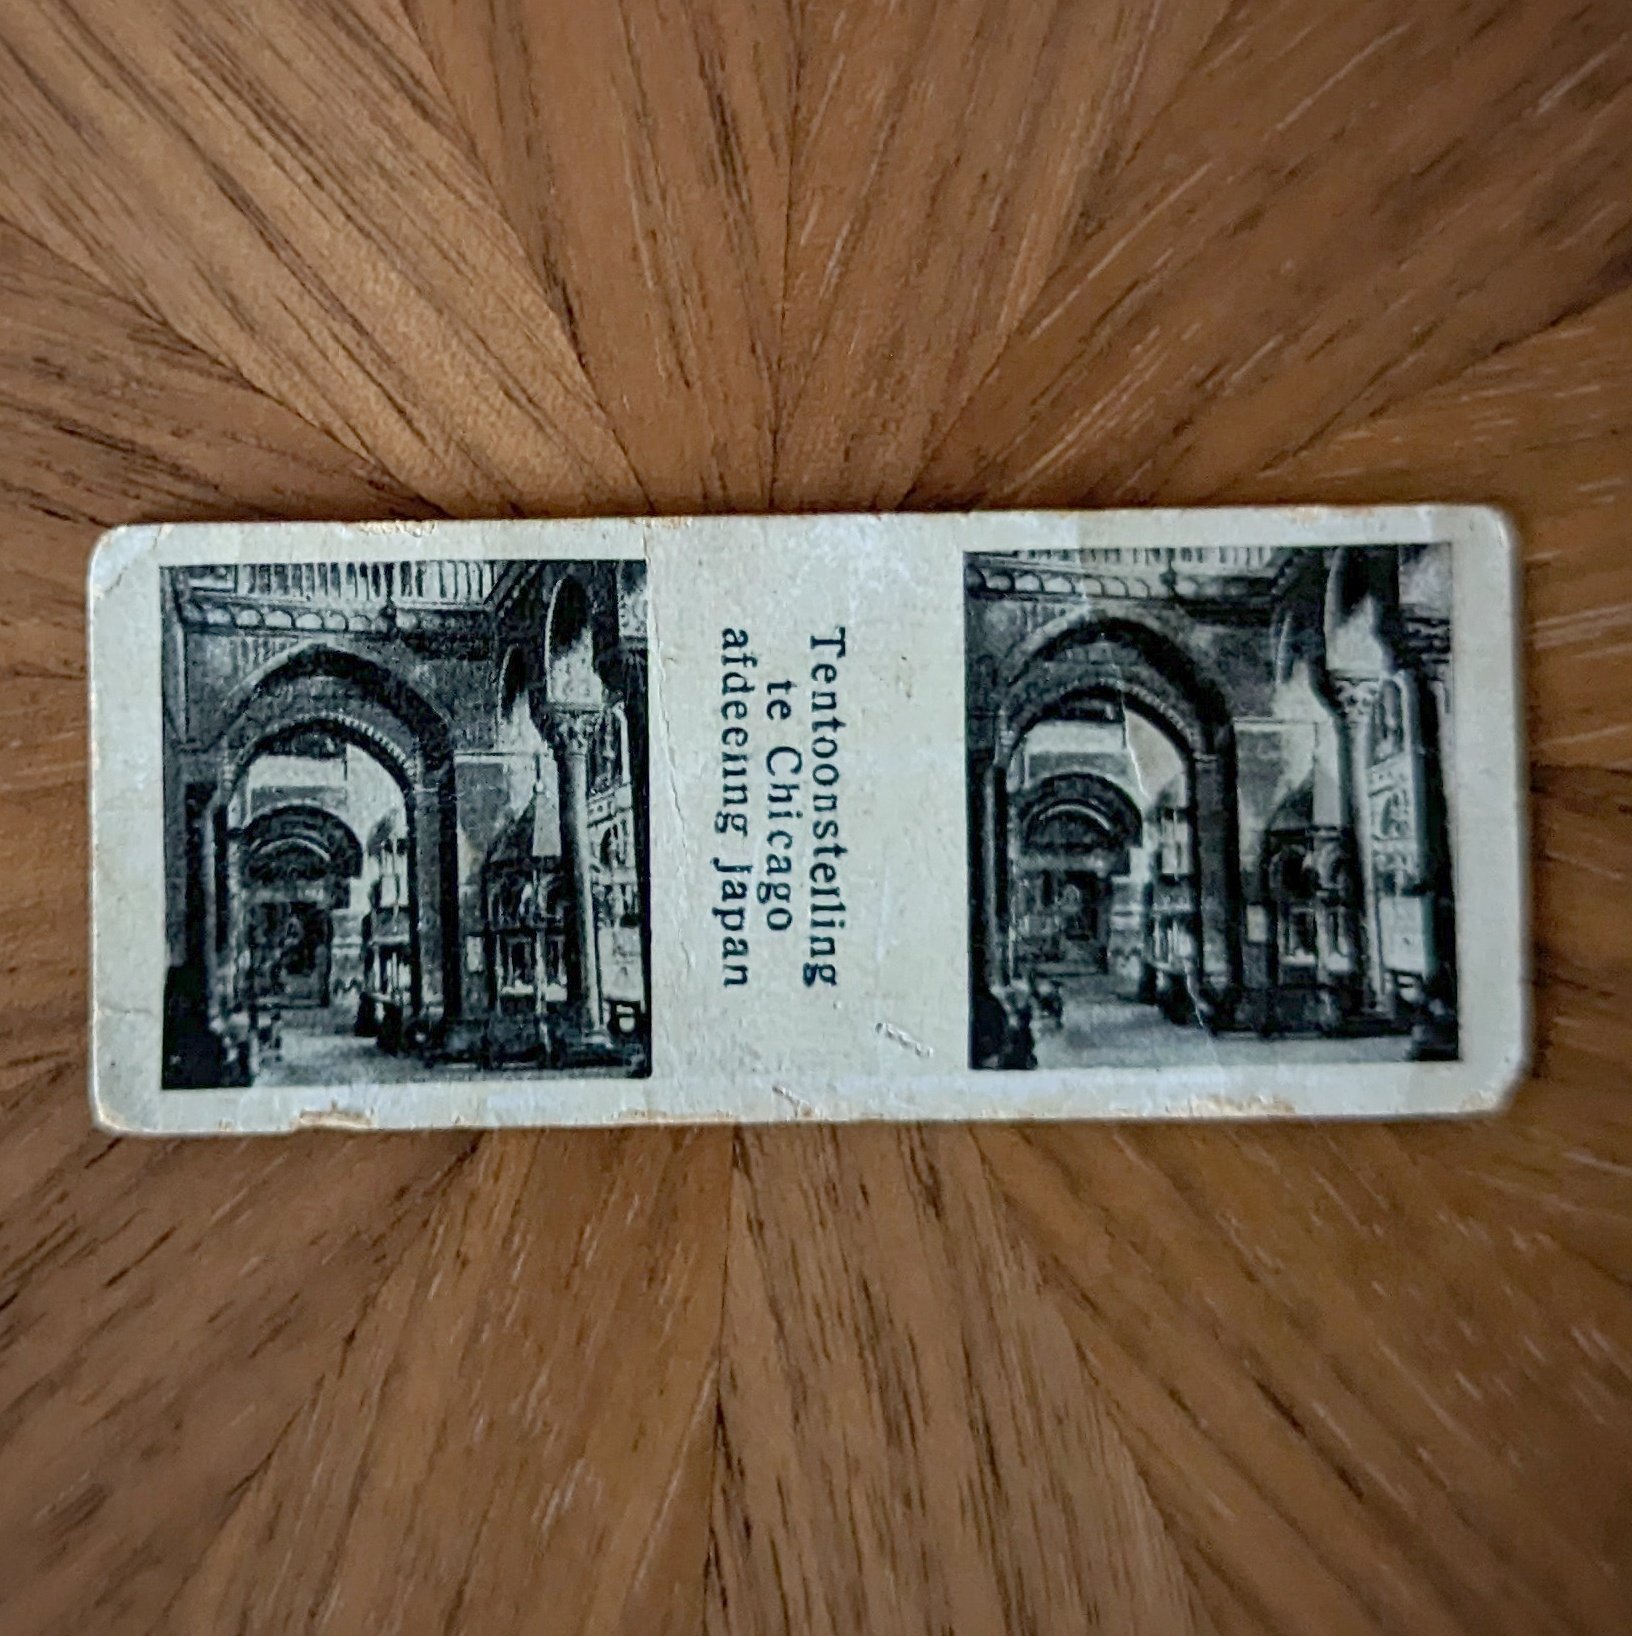 Tentoonstelling
te Chicago
afdeeling Japan